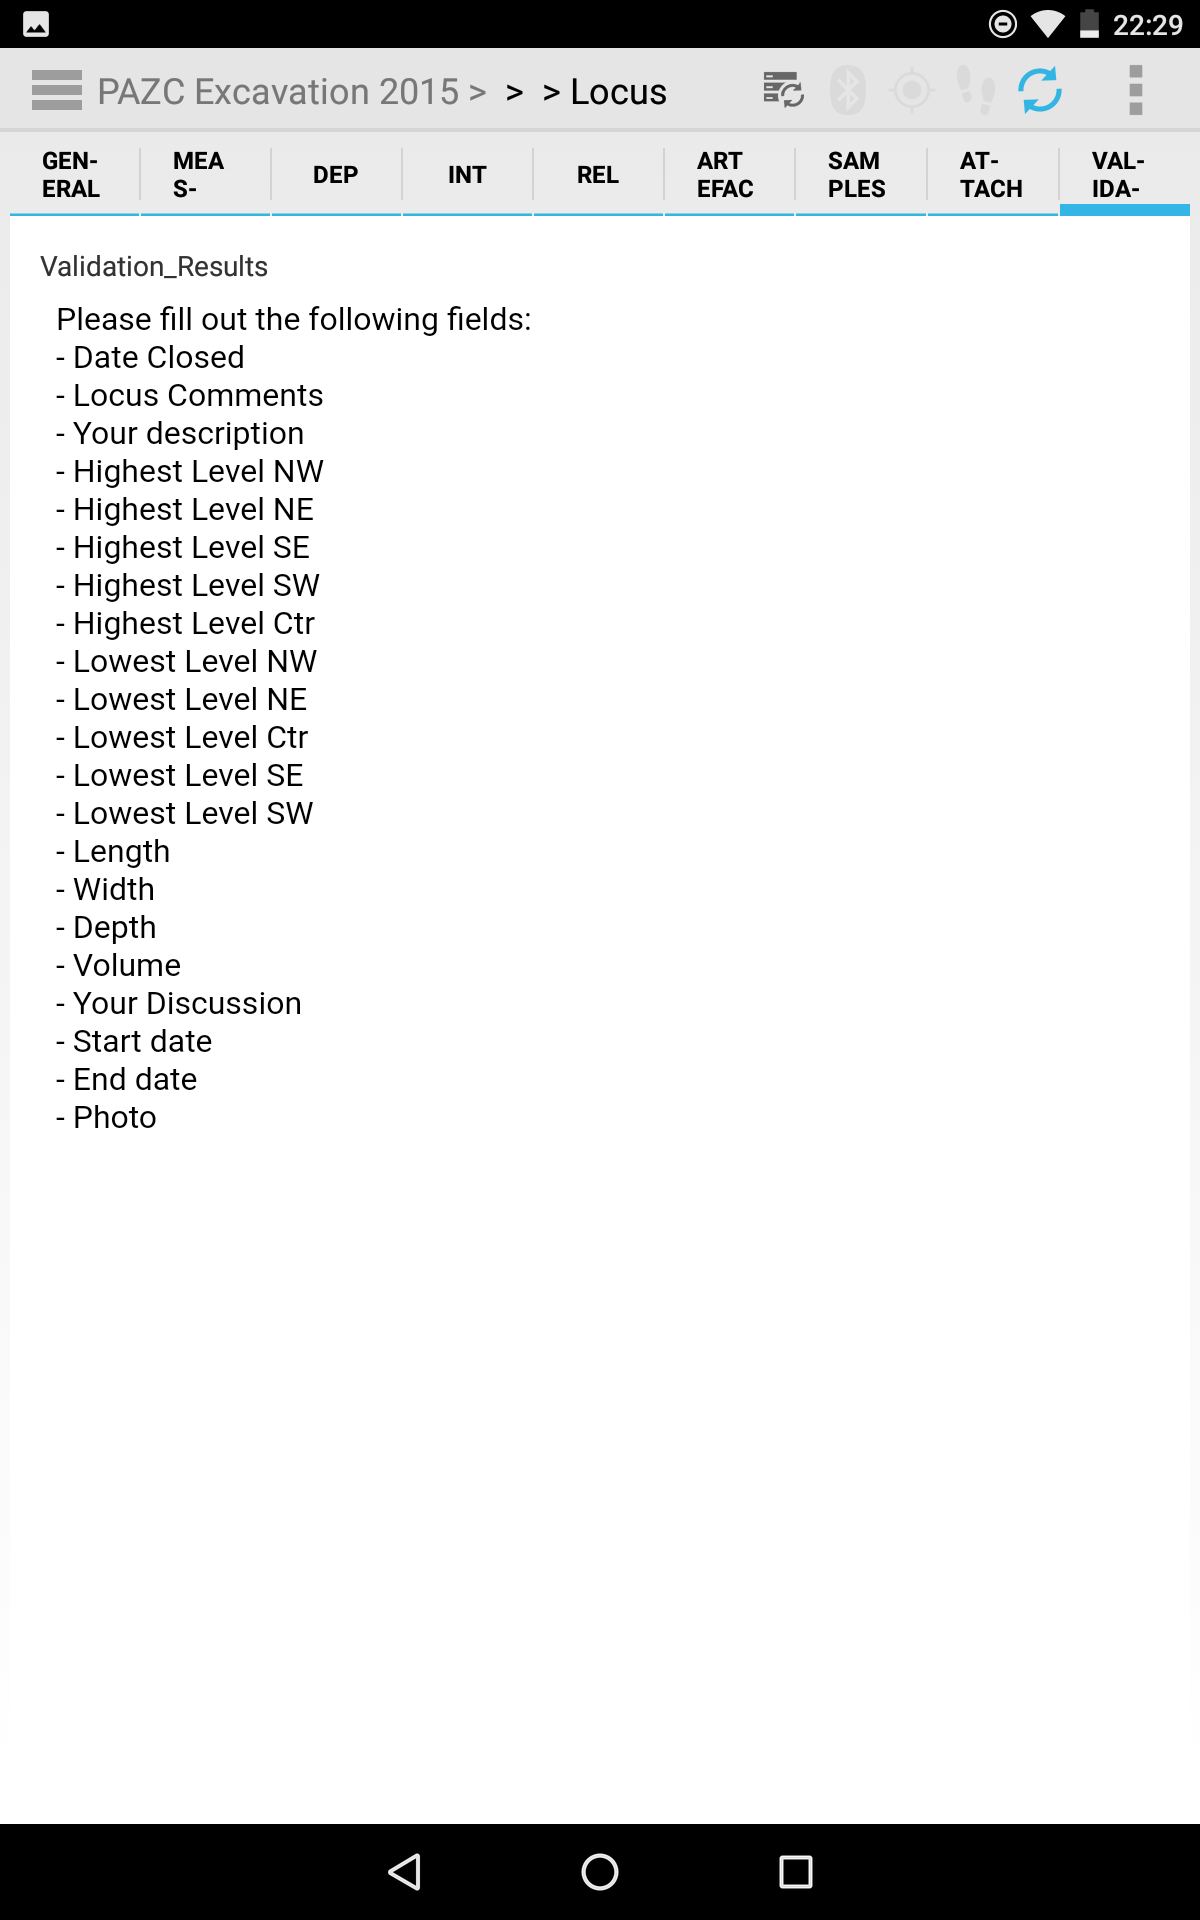 22:29
PAZC Excavation 2015 > > > Locus
GEN-
ERAL
MEA
S-
DEP
INT
REL
ART
EFAC
SAM
PLES
AT-
TACH
VAL-
IDA-
Validation_Results
Please fill out the following fields:
- Date Closed
- Locus Comments
- Your description
- Highest Level NW
- Highest Level NE
- Highest Level SE
- Highest Level SW
- Highest Level Ctr
- Lowest Level NW
- Lowest Level NE
- Lowest Level Ctr
- Lowest Level SE
- Lowest Level SW
- Length
- Width
- Depth
- Volume
- Your Discussion
- Start date
- End date
- Photo